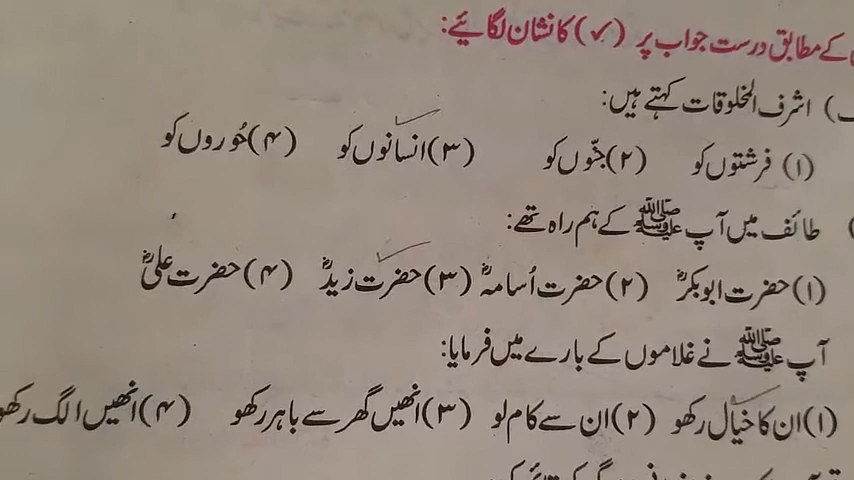 کے مطابق درست جواب پر (✓) کا نشان لگائیے:
) اشرف المخلوقات کہتے ہیں:
(۱) فرشتوں کو (۲) جنّوں کو (۳) انسانوں کو (۴) حُوروں کو
طائف میں آپ ﷺ کے ہم راہ تھے:
(۱) حضرت ابوبکرؓ (۲) حضرت اُسامہؓ (۳) حضرت زیدؓ (۴) حضرت علیؓ
آپ ﷺ نے غلاموں کے بارے میں فرمایا:
(۱) ان کا خیال رکھو (۲) ان سے کام لو (۳) انھیں گھر سے باہر رکھو (۴) انھیں الگ رکھو